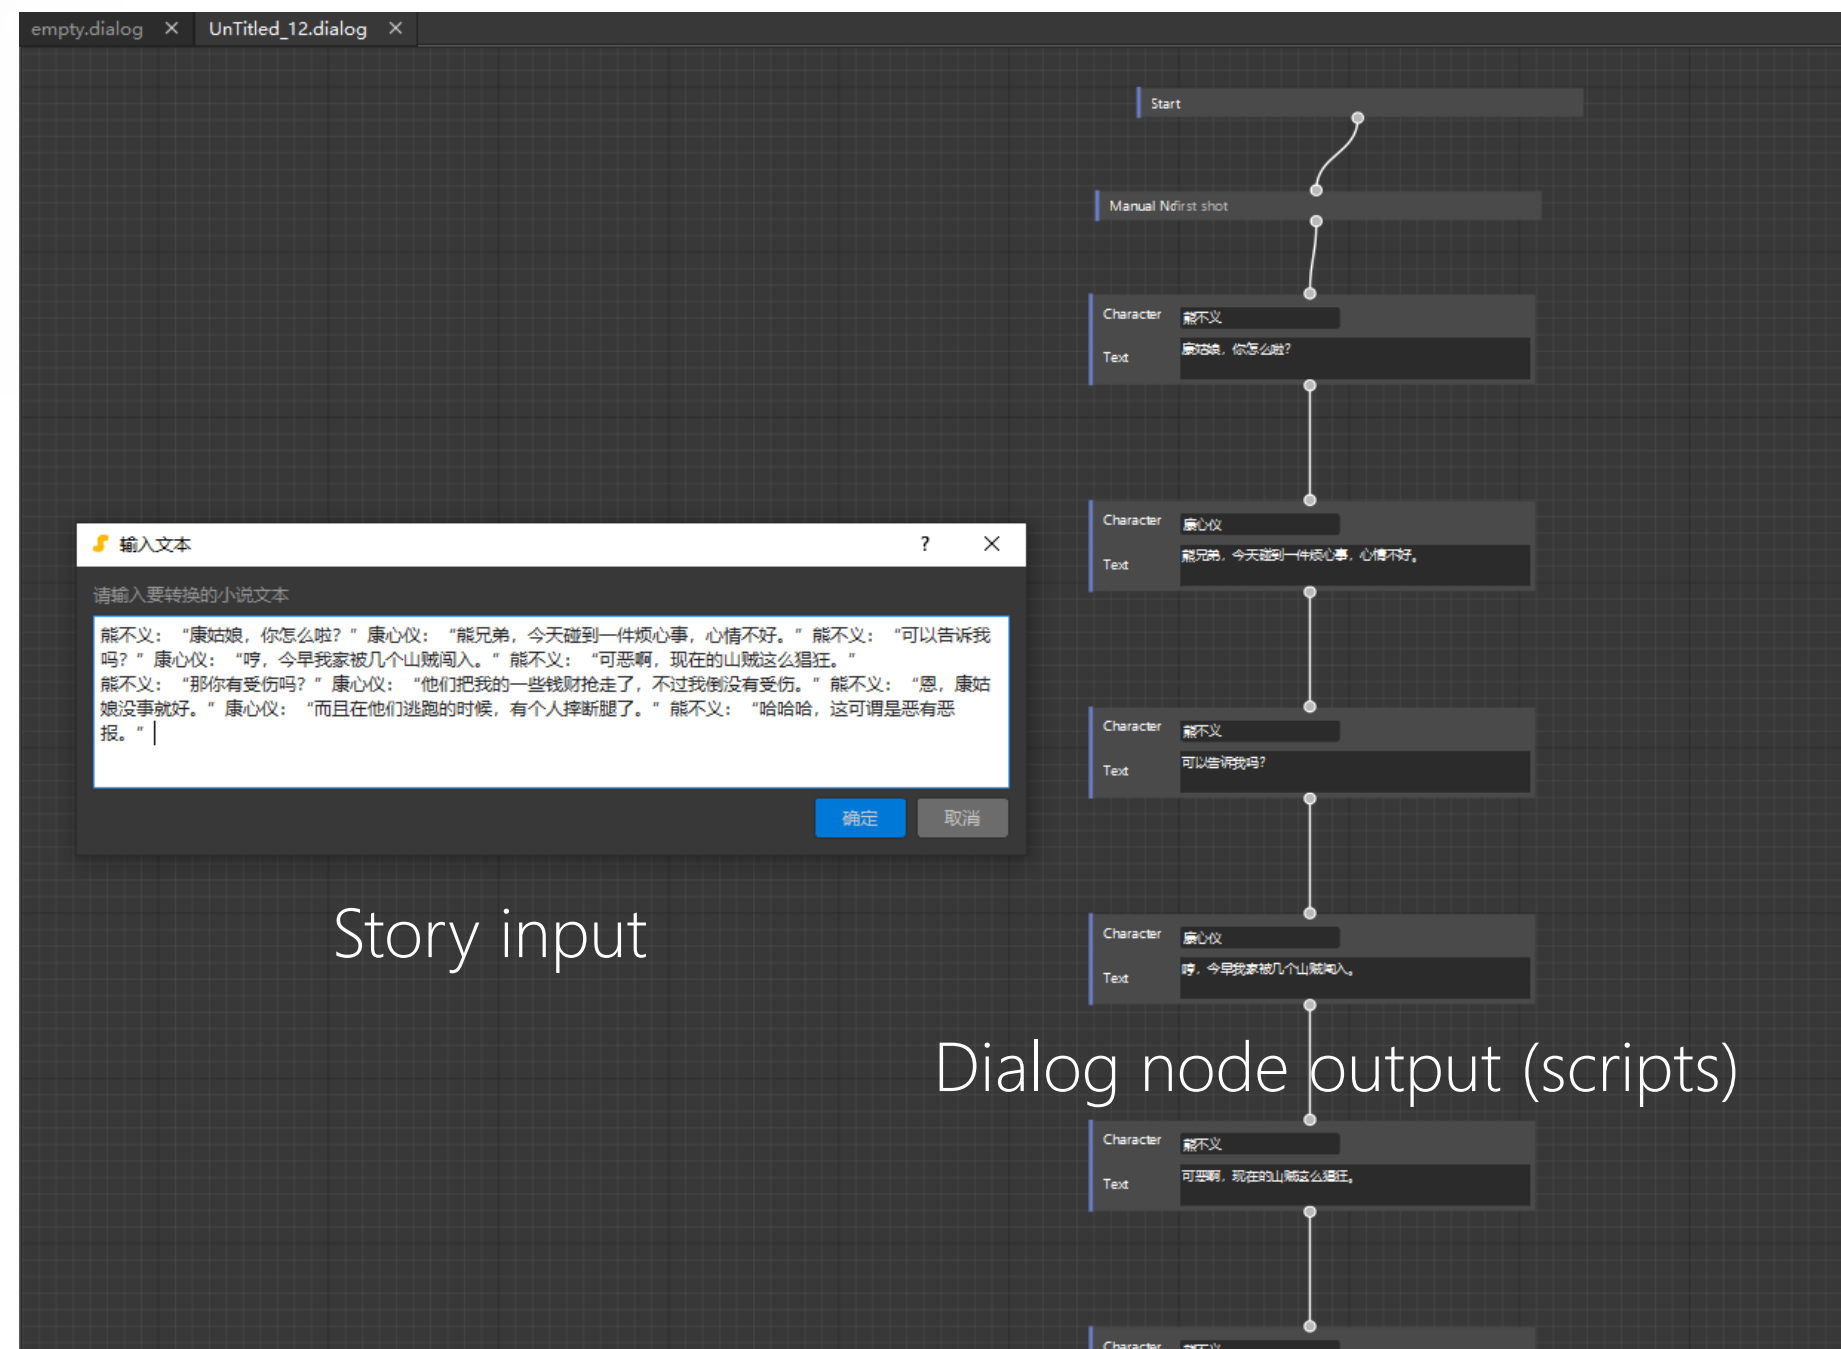 empty.dialog
UnTitled_12.dialog
Start
Manual No
first shot
Character
熊不义
Text
康姑娘，你怎么啦？
Character
康心仪
Text
熊兄弟，今天碰到一件烦心事，心情不好。
输入文本
?
请输入要转换的小说文本
熊不义：“康姑娘，你怎么啦？”康心仪：“熊兄弟，今天碰到一件烦心事，心情不好。”熊不义：“可以告诉我
吗？”康心仪：“哼，今早我家被几个山贼闯入。”熊不义：“可恶啊，现在的山贼这么猖狂。”
熊不义：“那你有受伤吗？”康心仪：“他们把我的一些钱财抢走了，不过我倒没有受伤。”熊不义：“恩，康姑
娘没事就好。”康心仪：“而且在他们逃跑的时候，有个人摔断腿了。”熊不义：“哈哈哈，这可谓是恶有恶
报。”
确定
取消
Story input
Character
熊不义
Text
可以告诉我吗？
Character
康心仪
Text
哼，今早我家被几个山贼闯入。
Dialog node output (scripts)
Character
熊不义
Text
可恶啊，现在的山贼这么猖狂。
Character
熊不义